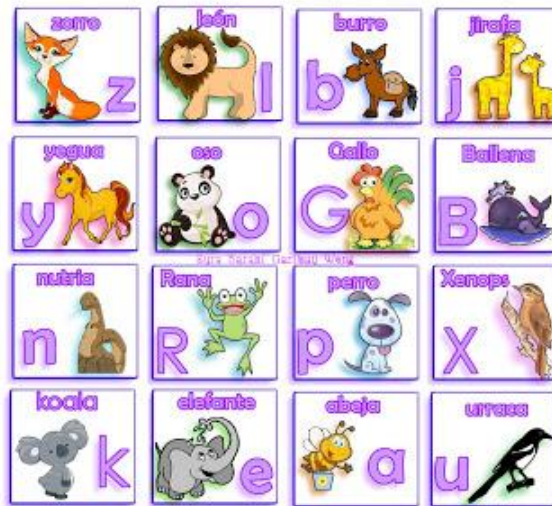 zorro
z
león
l
burro
b
jirafa
j
yegua
y
oso
o
Gallo
G
Ballena
B
nutria
n
Rana
R
perro
p
Xenops
X
koala
k
elefante
e
abeja
a
urraca
u